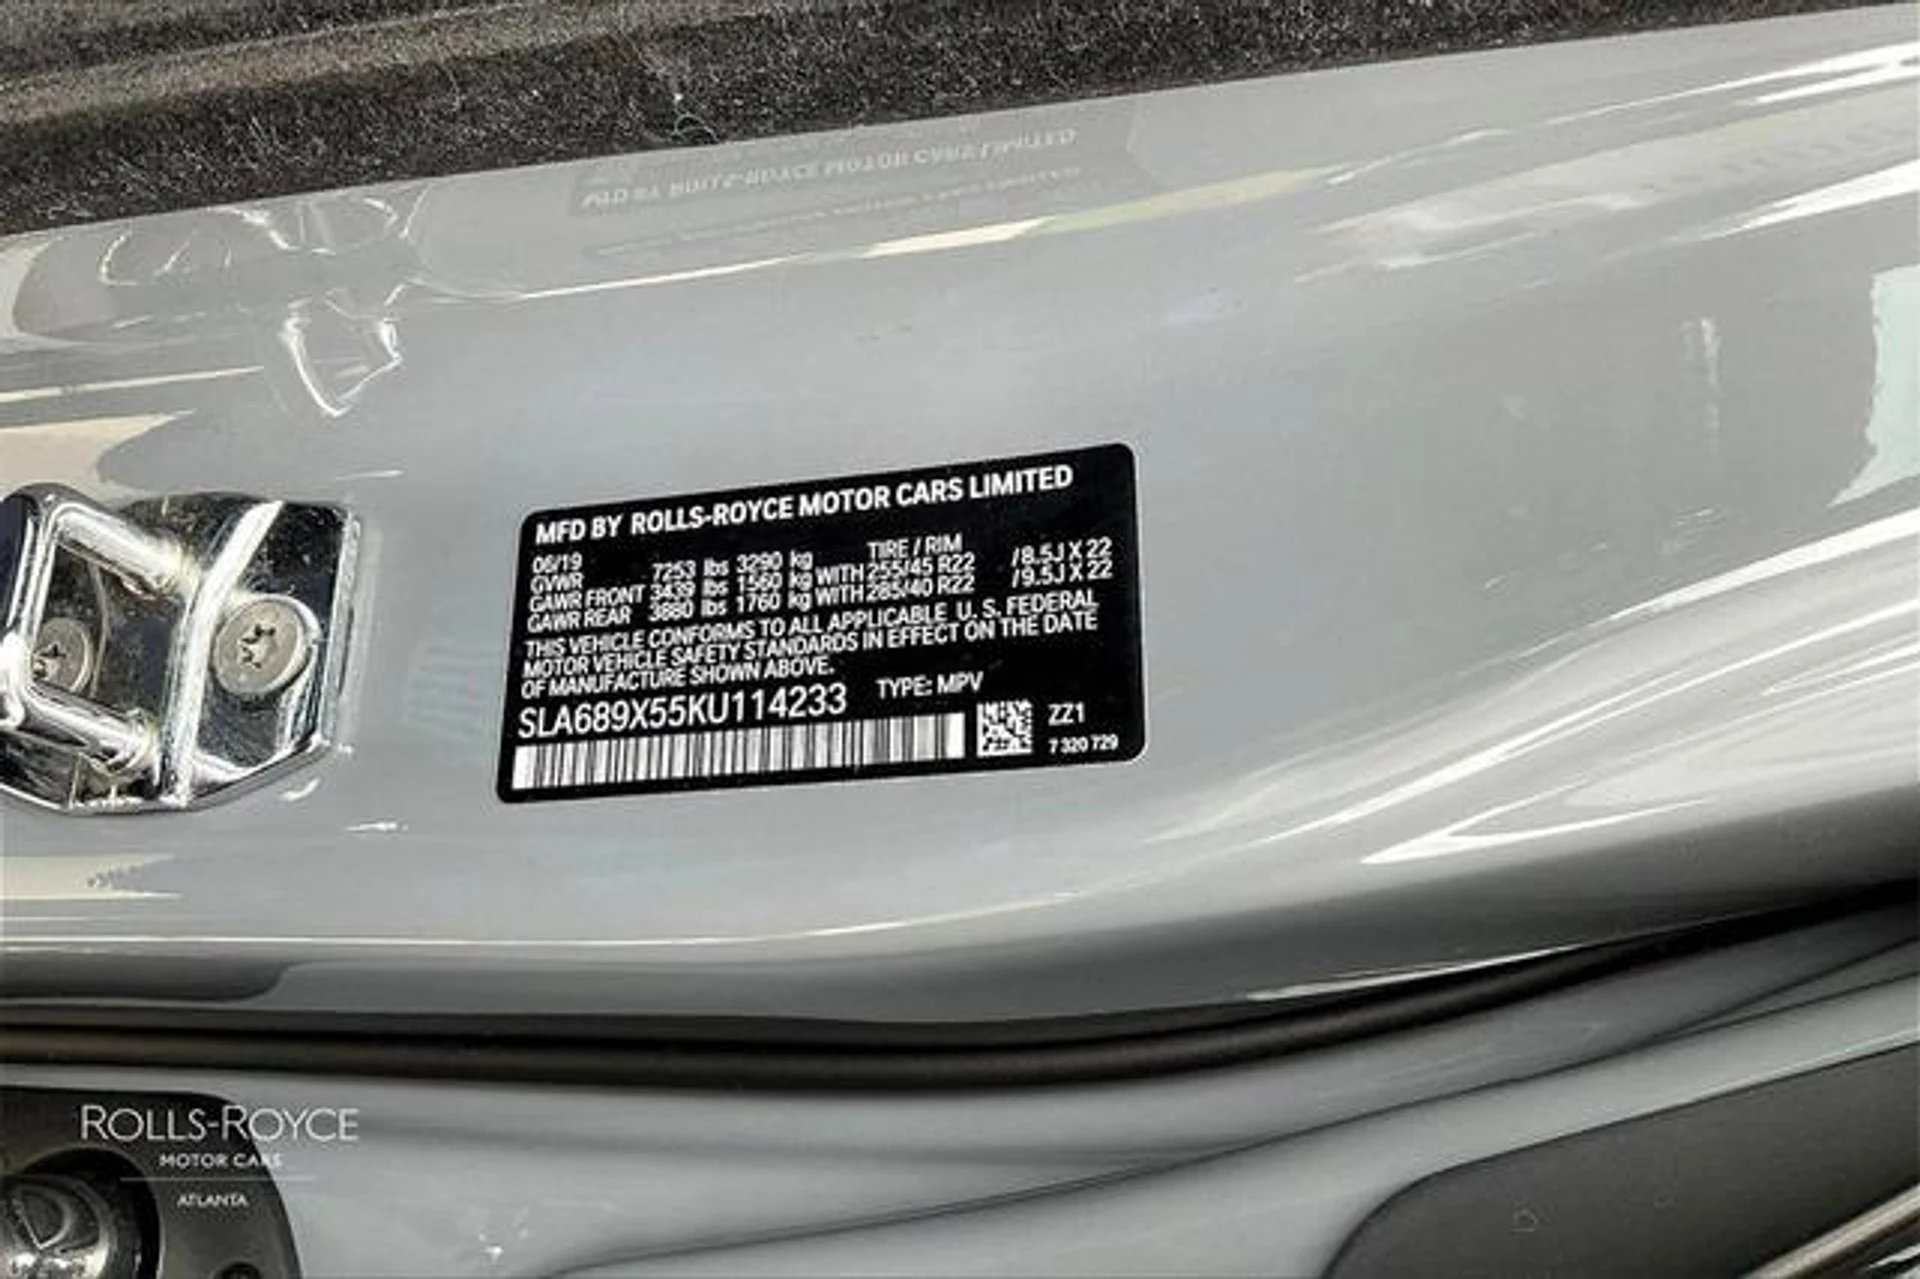 MFD BY ROLLS-ROYCE MOTOR CARS LIMITED
06/19 TIRE / RIM
GVWR 7253 lbs 3290 kg
GAWR FRONT 3439 lbs 1560 kg WITH 255/45 R22 /8.5J X 22
GAWR REAR 3880 lbs 1760 kg WITH 285/40 R22 /9.5J X 22
THIS VEHICLE CONFORMS TO ALL APPLICABLE U. S. FEDERAL
MOTOR VEHICLE SAFETY STANDARDS IN EFFECT ON THE DATE
OF MANUFACTURE SHOWN ABOVE.
SLA689X55KU114233 TYPE: MPV
ZZ1
7 320 729
ROLLS-ROYCE
MOTOR CARS
ATLANTA